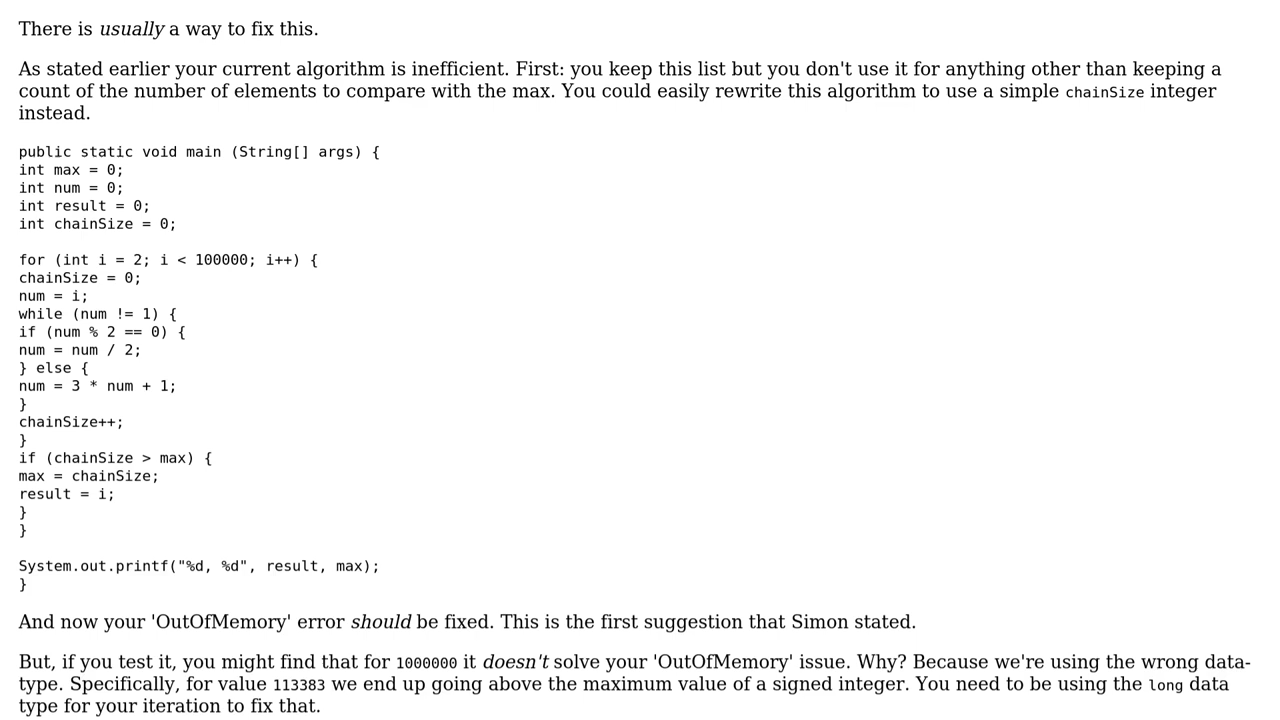 There is usually a way to fix this.
As stated earlier your current algorithm is inefficient. First: you keep this list but you don't use it for anything other than keeping a
count of the number of elements to compare with the max. You could easily rewrite this algorithm to use a simple chainSize integer
instead.
public static void main (String[] args) {
int max = 0;
int num = 0;
int result = 0;
int chainSize = 0;
for (int i = 2; i < 100000; i++) {
chainSize = 0;
num = i;
while (num != 1) {
if (num % 2 == 0) {
num = num / 2;
} else {
num = 3 * num + 1;
}
chainSize++;
}
if (chainSize > max) {
max = chainSize;
result = i;
}
}
System.out.printf("%d, %d", result, max);
}
And now your 'OutOfMemory' error should be fixed. This is the first suggestion that Simon stated.
But, if you test it, you might find that for 1000000 it doesn't solve your 'OutOfMemory' issue. Why? Because we're using the wrong data-
type. Specifically, for value 113383 we end up going above the maximum value of a signed integer. You need to be using the long data
type for your iteration to fix that.